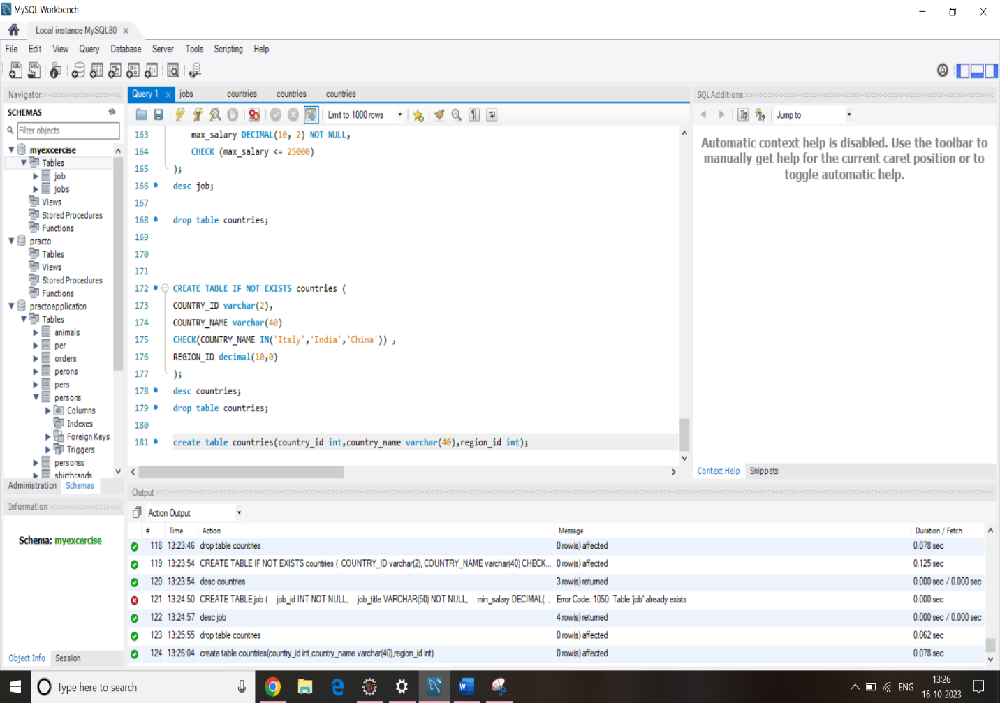 MySQL Workbench
Local instance MySQL80
File Edit View Query Database Server Tools Scripting Help
Navigator
SCHEMAS
Filter objects
myexcercise
Tables
job
jobs
Views
Stored Procedures
Functions
practo
Tables
Views
Stored Procedures
Functions
practoapplication
Tables
animals
per
orders
perons
pers
persons
Columns
Indexes
Foreign Keys
Triggers
personss
shirtbrands
Administration Schemas
Information
Schema: myexcercise
Object Info Session
Query 1 jobs countries countries countries
Limit to 1000 rows
163 max_salary DECIMAL(10, 2) NOT NULL,
164 CHECK (max_salary <= 25000)
165 );
166 desc job;
167
168 drop table countries;
169
170
171
172 CREATE TABLE IF NOT EXISTS countries (
173 COUNTRY_ID varchar(2),
174 COUNTRY_NAME varchar(40)
175 CHECK(COUNTRY_NAME IN('Italy','India','China')) ,
176 REGION_ID decimal(10,0)
177 );
178 desc countries;
179 drop table countries;
180
181 create table countries(country_id int,country_name varchar(40),region_id int);
SQLAdditions
Jump to
Automatic context help is disabled. Use the toolbar to
manually get help for the current caret position or to
toggle automatic help.
Context Help Snippets
Output
Action Output
# Time Action Message Duration / Fetch
118 13:23:46 drop table countries 0 row(s) affected 0.078 sec
119 13:23:54 CREATE TABLE IF NOT EXISTS countries ( COUNTRY_ID varchar(2), COUNTRY_NAME varchar(40) CHECK... 0 row(s) affected 0.125 sec
120 13:23:54 desc countries 3 row(s) returned 0.000 sec / 0.000 sec
121 13:24:50 CREATE TABLE job ( job_id INT NOT NULL, job_title VARCHAR(50) NOT NULL, min_salary DECIMAL(... Error Code: 1050. Table 'job' already exists 0.000 sec
122 13:24:57 desc job 4 row(s) returned 0.000 sec / 0.000 sec
123 13:25:55 drop table countries 0 row(s) affected 0.062 sec
124 13:26:04 create table countries(country_id int,country_name varchar(40),region_id int) 0 row(s) affected 0.078 sec
Type here to search
ENG
13:26
16-10-2023